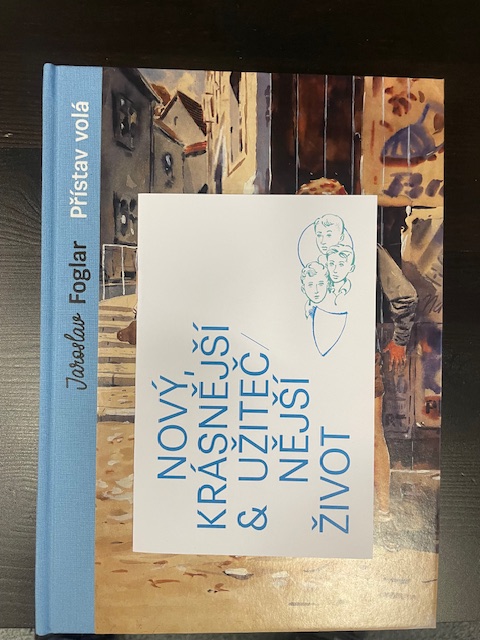 Jaroslav Foglar Přístav volá
NOVÝ,
KRÁSNĚJŠÍ
& UŽITEČ/
NĚJŠÍ
ŽIVOT